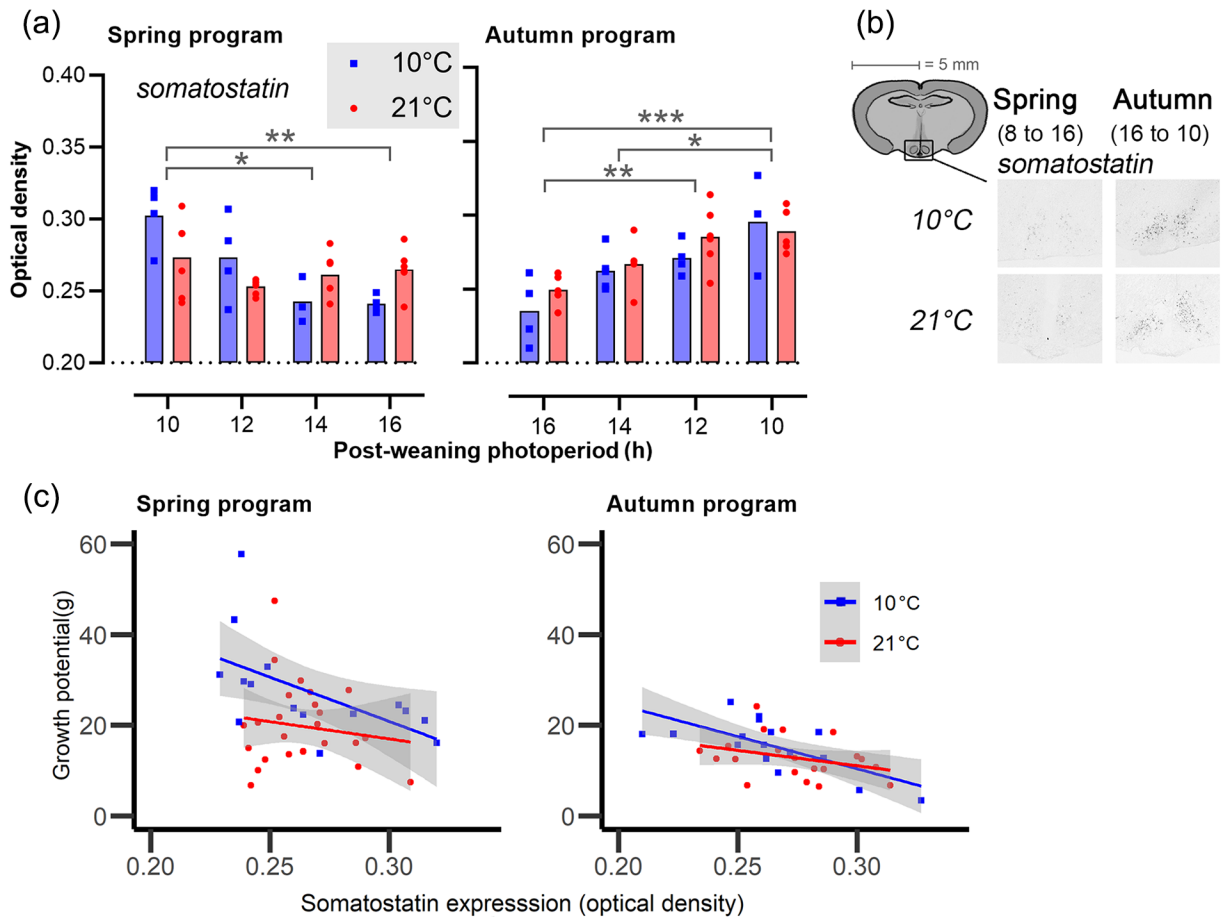 (a)
Spring program
Autumn program
somatostatin
10°C
21°C
Optical density
0.40
0.35
0.30
0.25
0.20
**
*
***
*
**
10 12 14 16
16 14 12 10
Post-weaning photoperiod (h)
(b)
= 5 mm
Spring Autumn
(8 to 16) (16 to 10)
somatostatin
10°C
21°C
(c)
Spring program
Autumn program
Growth potential(g)
60
40
20
0
60
40
20
0
10°C
21°C
0.20 0.25 0.30
0.20 0.25 0.30
Somatostatin expresssion (optical density)